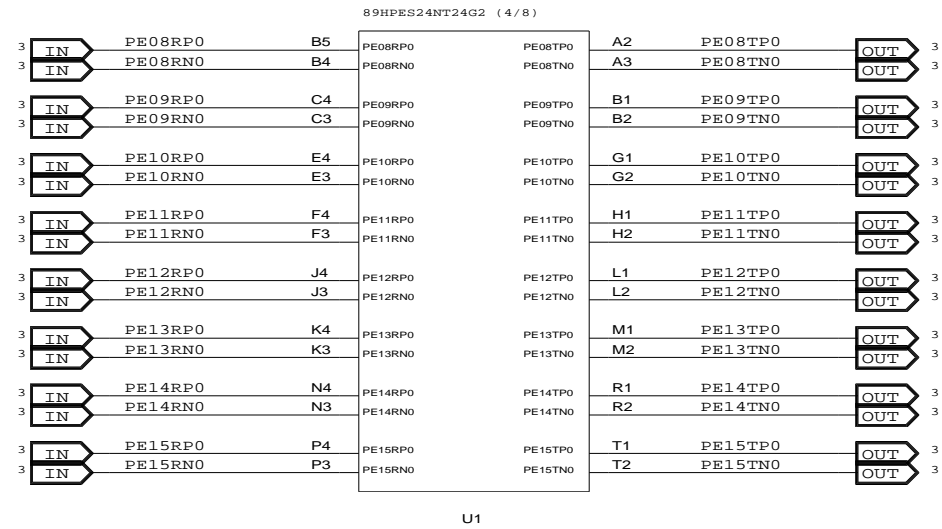 89HPES24NT24G2 (4/8)
3 IN PE08RP0 B5 PE08RP0 PE08TP0 A2 PE08TP0 OUT 3
3 IN PE08RN0 B4 PE08RN0 PE08TN0 A3 PE08TN0 OUT 3
3 IN PE09RP0 C4 PE09RP0 PE09TP0 B1 PE09TP0 OUT 3
3 IN PE09RN0 C3 PE09RN0 PE09TN0 B2 PE09TN0 OUT 3
3 IN PE10RP0 E4 PE10RP0 PE10TP0 G1 PE10TP0 OUT 3
3 IN PE10RN0 E3 PE10RN0 PE10TN0 G2 PE10TN0 OUT 3
3 IN PE11RP0 F4 PE11RP0 PE11TP0 H1 PE11TP0 OUT 3
3 IN PE11RN0 F3 PE11RN0 PE11TN0 H2 PE11TN0 OUT 3
3 IN PE12RP0 J4 PE12RP0 PE12TP0 L1 PE12TP0 OUT 3
3 IN PE12RN0 J3 PE12RN0 PE12TN0 L2 PE12TN0 OUT 3
3 IN PE13RP0 K4 PE13RP0 PE13TP0 M1 PE13TP0 OUT 3
3 IN PE13RN0 K3 PE13RN0 PE13TN0 M2 PE13TN0 OUT 3
3 IN PE14RP0 N4 PE14RP0 PE14TP0 R1 PE14TP0 OUT 3
3 IN PE14RN0 N3 PE14RN0 PE14TN0 R2 PE14TN0 OUT 3
3 IN PE15RP0 P4 PE15RP0 PE15TP0 T1 PE15TP0 OUT 3
3 IN PE15RN0 P3 PE15RN0 PE15TN0 T2 PE15TN0 OUT 3
U1